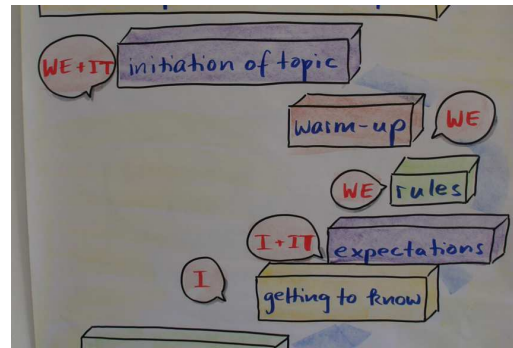 WE+IT initiation of topic
warm-up WE
WE rules
I+IT expectations
I getting to know